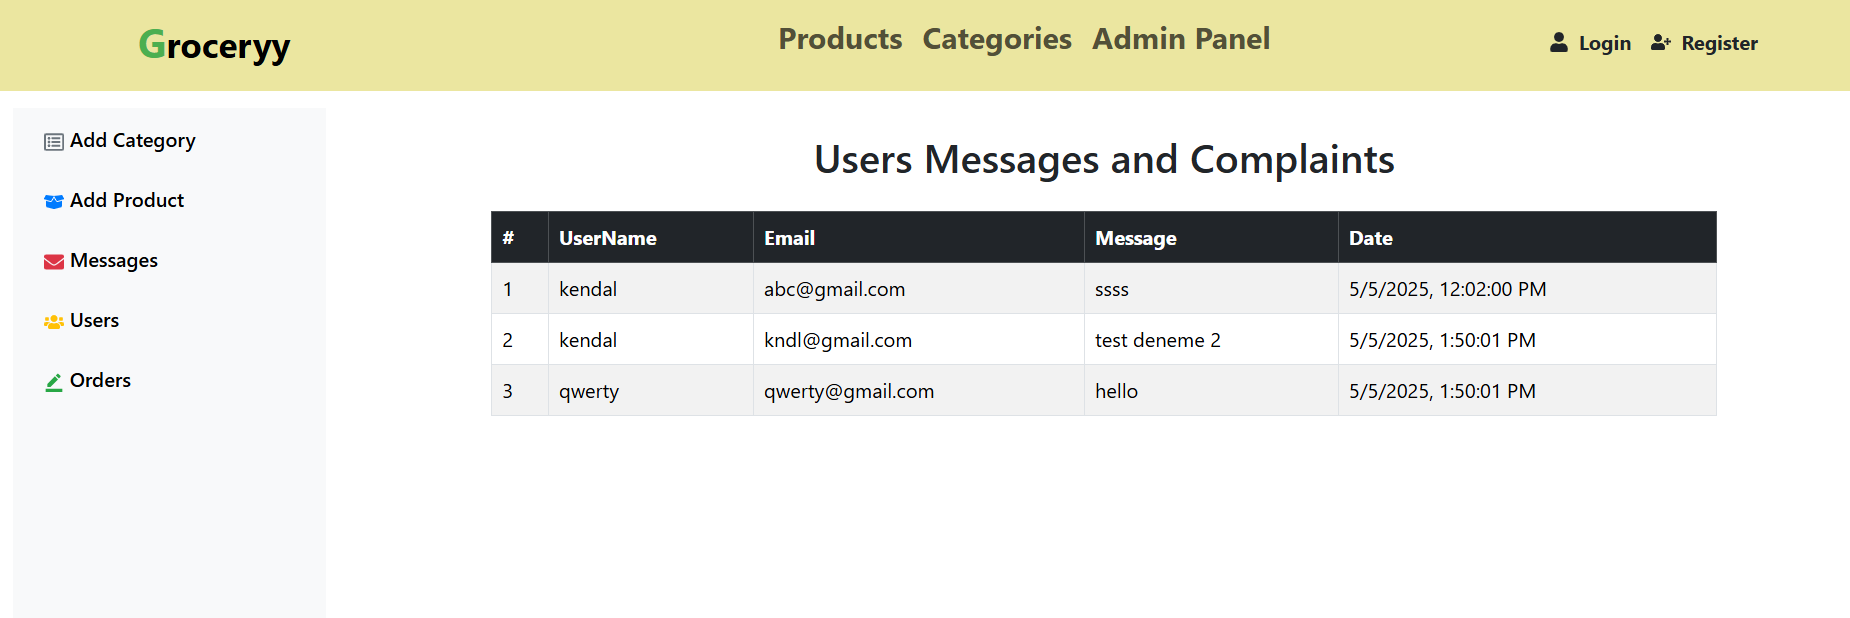 Groceryy Products Categories Admin Panel Login Register
Add Category
Add Product
Messages
Users
Orders
Users Messages and Complaints
# UserName Email Message Date
1 kendal abc@gmail.com ssss 5/5/2025, 12:02:00 PM
2 kendal kndl@gmail.com test deneme 2 5/5/2025, 1:50:01 PM
3 qwerty qwerty@gmail.com hello 5/5/2025, 1:50:01 PM